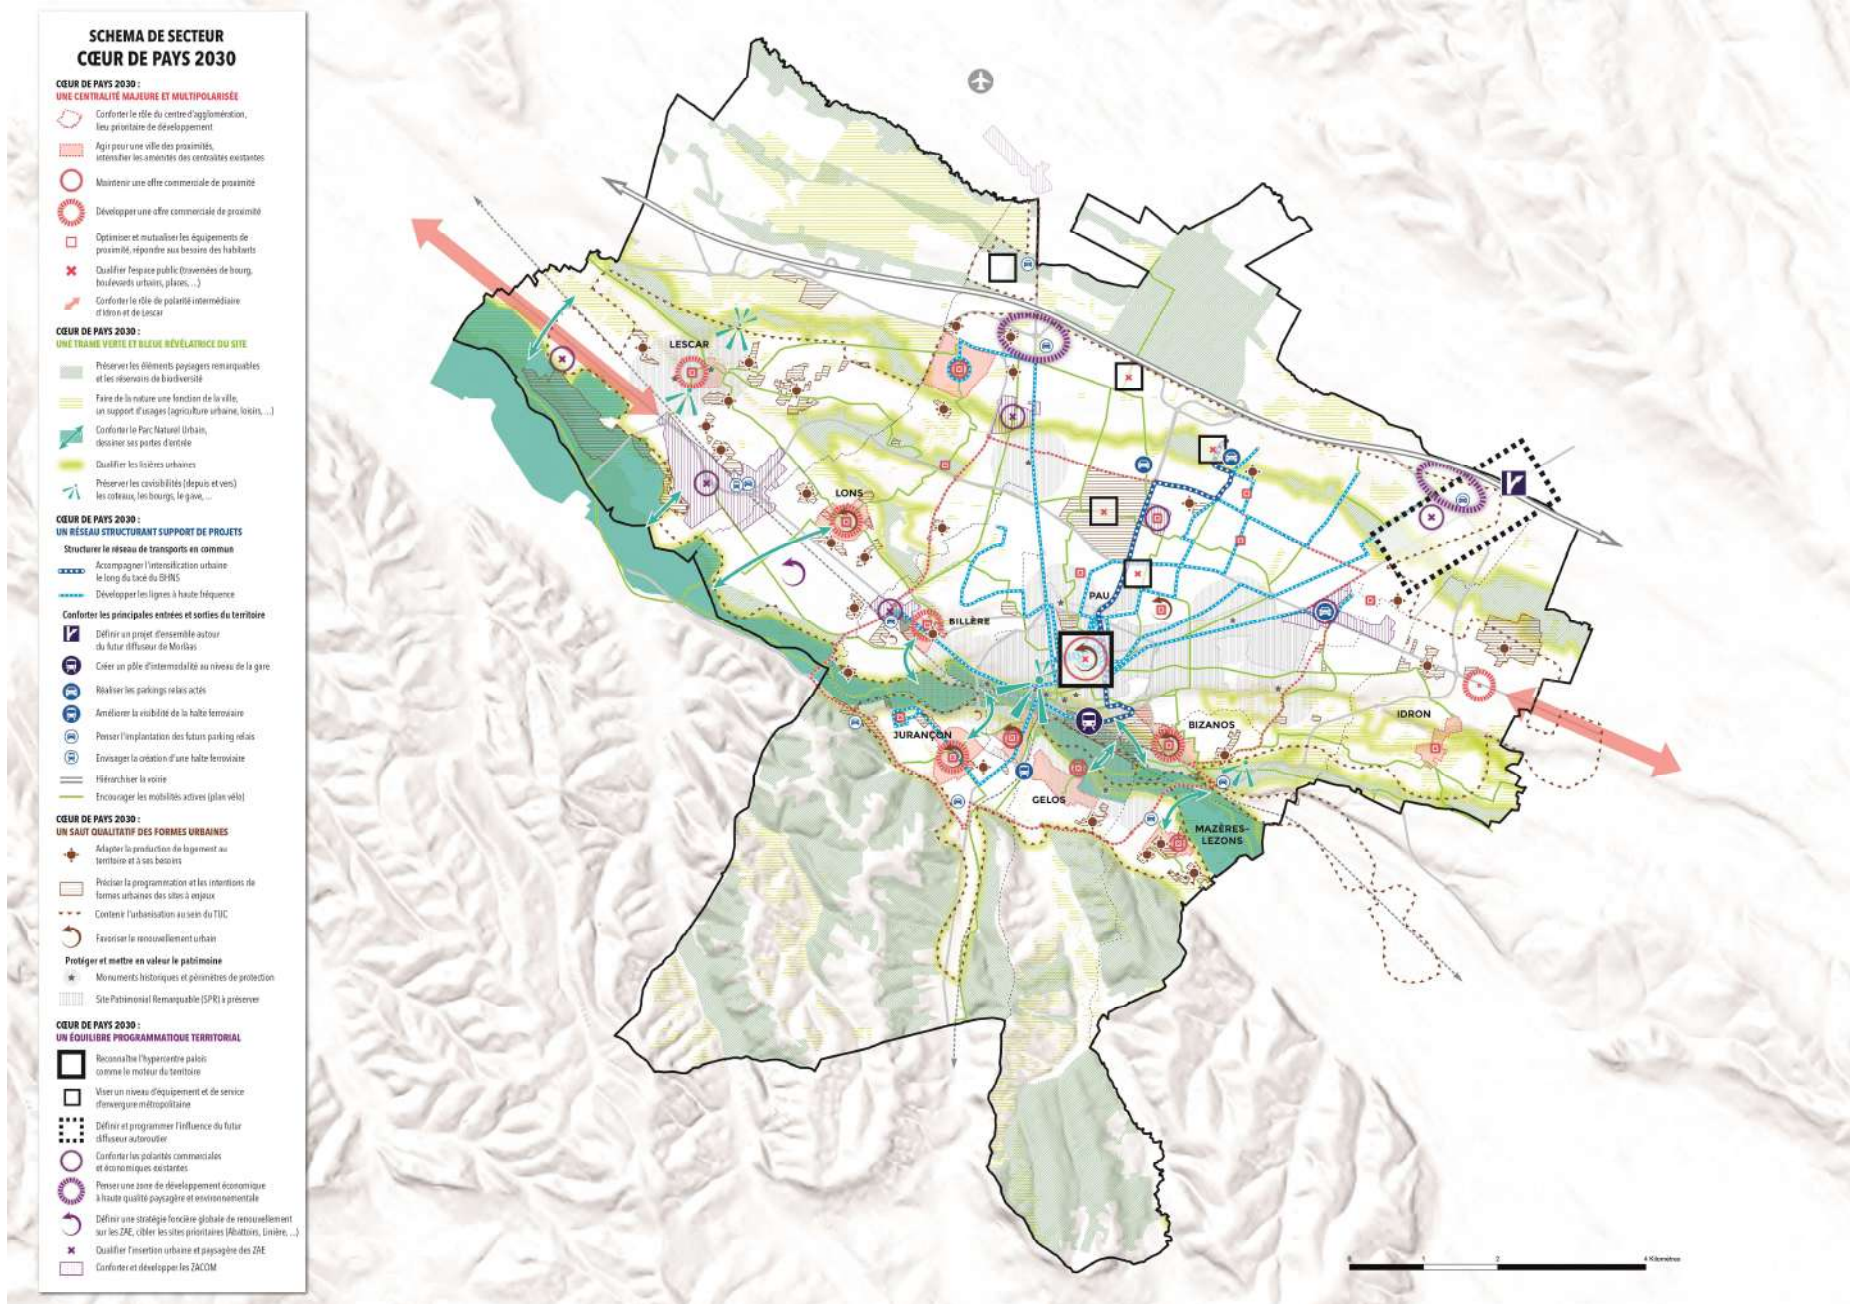 SCHEMA DE SECTEUR
CŒUR DE PAYS 2030
CŒUR DE PAYS 2030 :
UNE CENTRALITÉ MAJEURE ET MULTIPOLARISÉE
Conforter le rôle du centre d'agglomération,
lieu prioritaire de développement
Agir pour une ville des proximités,
intensifier les aménités des centralités existantes
Maintenir une offre commerciale de proximité
Développer une offre commerciale de proximité
Optimiser et mutualiser les équipements de
proximité, répondre aux besoins des habitants
Qualifier l'espace public (traversées de bourg,
boulevards urbains, places, ...)
Conforter le rôle de polarité intermédiaire
d'Idron et de Lescar
CŒUR DE PAYS 2030 :
UNE TRAME VERTE ET BLEUE RÉVÉLATRICE DU SITE
Préserver les éléments paysagers remarquables
et les réservoirs de biodiversité
Faire de la nature une fonction de la ville,
un support d'usages (agriculture urbaine, loisirs, ...)
Conforter le Parc Naturel Urbain,
dessiner ses portes d'entrée
Qualifier les lisières urbaines
Préserver les covisibilités (depuis et vers)
les coteaux, les bourgs, le gave, ...
CŒUR DE PAYS 2030 :
UN RÉSEAU STRUCTURANT SUPPORT DE PROJETS
Structurer le réseau de transports en commun
Accompagner l'intensification urbaine
le long du tacé du BHNS
Développer les lignes à haute fréquence
Conforter les principales entrées et sorties du territoire
Définir un projet d'ensemble autour
du futur diffuseur de Morlàas
Créer un pôle d'intermodalité au niveau de la gare
Réaliser les parkings relais actés
Améliorer la visibilité de la halte ferroviaire
Penser l'implantation des futurs parking relais
Envisager la création d'une halte ferroviaire
Hiérarchiser la voirie
Encourager les mobilités actives (plan vélo)
CŒUR DE PAYS 2030 :
UN SAUT QUALITATIF DES FORMES URBAINES
Adapter la production de logement au
territoire et à ses besoins
Préciser la programmation et les intentions de
formes urbaines des sites à enjeux
Contenir l'urbanisation au sein du TUC
Favoriser le renouvellement urbain
Protéger et mettre en valeur le patrimoine
Monuments historiques et périmètres de protection
Site Patrimonial Remarquable (SPR) à préserver
CŒUR DE PAYS 2030 :
UN ÉQUILIBRE PROGRAMMATIQUE TERRITORIAL
Reconnaître l'hypercentre palois
comme le moteur du territoire
Viser un niveau d'équipement et de service
d'envergure métropolitaine
Définir et programmer l'influence du futur
diffuseur autoroutier
Conforter les polarités commerciales
et économiques existantes
Penser une zone de développement économique
à haute qualité paysagère et environnementale
Définir une stratégie foncière globale de renouvellement
sur les ZAE, cibler les sites prioritaires (Abattoirs, Linière, ...)
Qualifier l'insertion urbaine et paysagère des ZAE
Conforter et développer les ZACOM
LESCAR
LONS
PAU
BILLÈRE
IDRON
BIZANOS
JURANÇON
GELOS
MAZÈRES-
LEZONS
0 1 2 4 Kilomètres